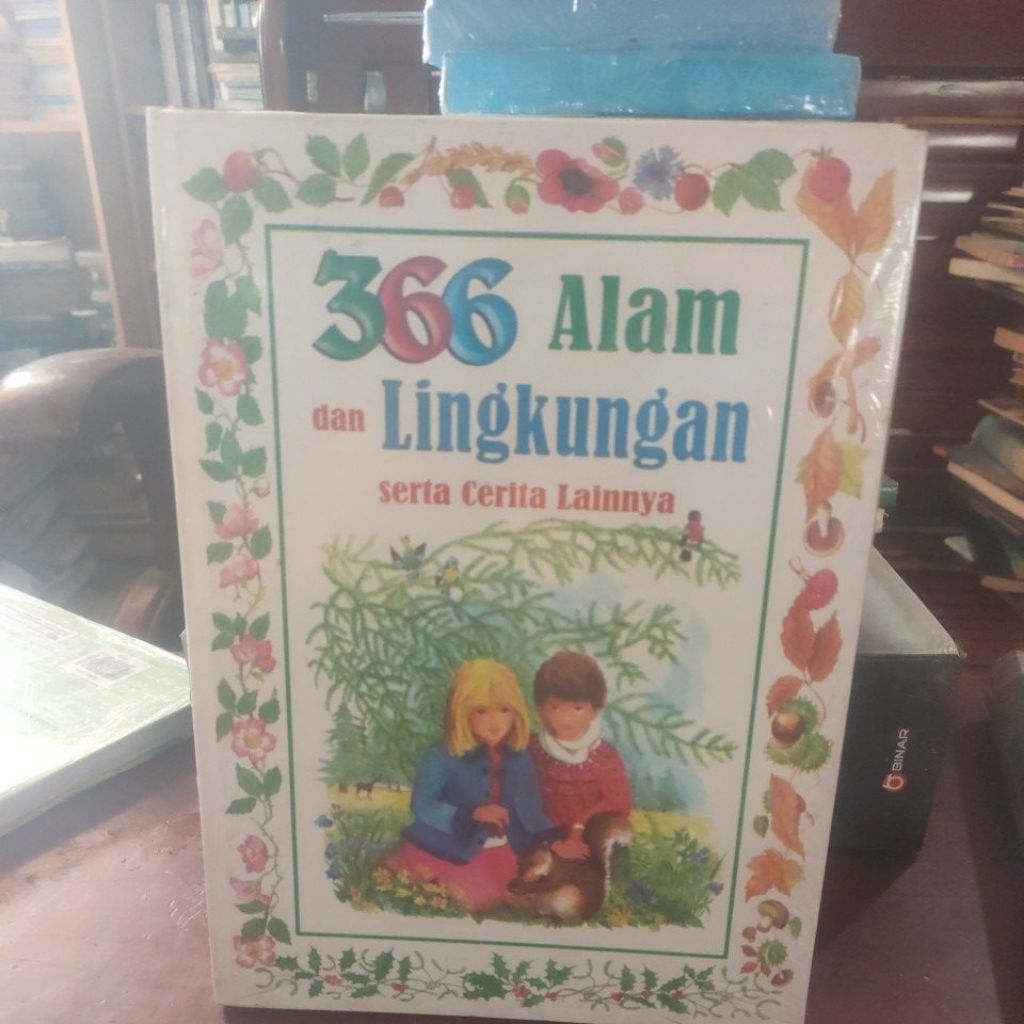 366 Alam
dan Lingkungan
serta Cerita Lainnya
BINAR